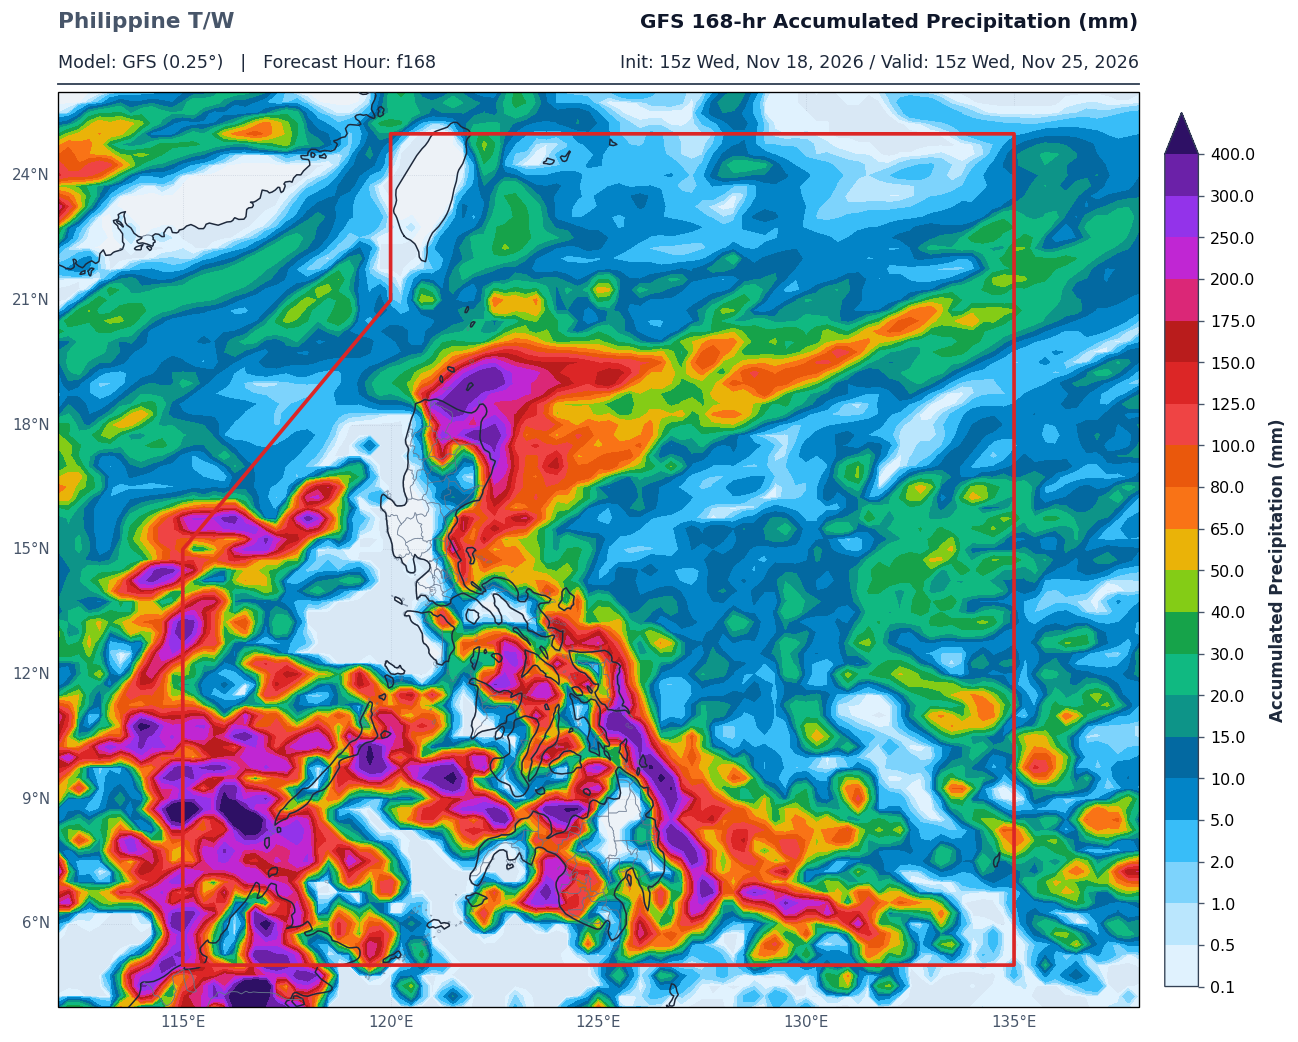 Philippine T/W
GFS 168-hr Accumulated Precipitation (mm)
Model: GFS (0.25°)   |   Forecast Hour: f168
Init: 15z Wed, Nov 18, 2026 / Valid: 15z Wed, Nov 25, 2026
24°N
21°N
18°N
15°N
12°N
9°N
6°N
115°E
120°E
125°E
130°E
135°E
400.0
300.0
250.0
200.0
175.0
150.0
125.0
100.0
80.0
65.0
50.0
40.0
30.0
20.0
15.0
10.0
5.0
2.0
1.0
0.5
0.1
Accumulated Precipitation (mm)